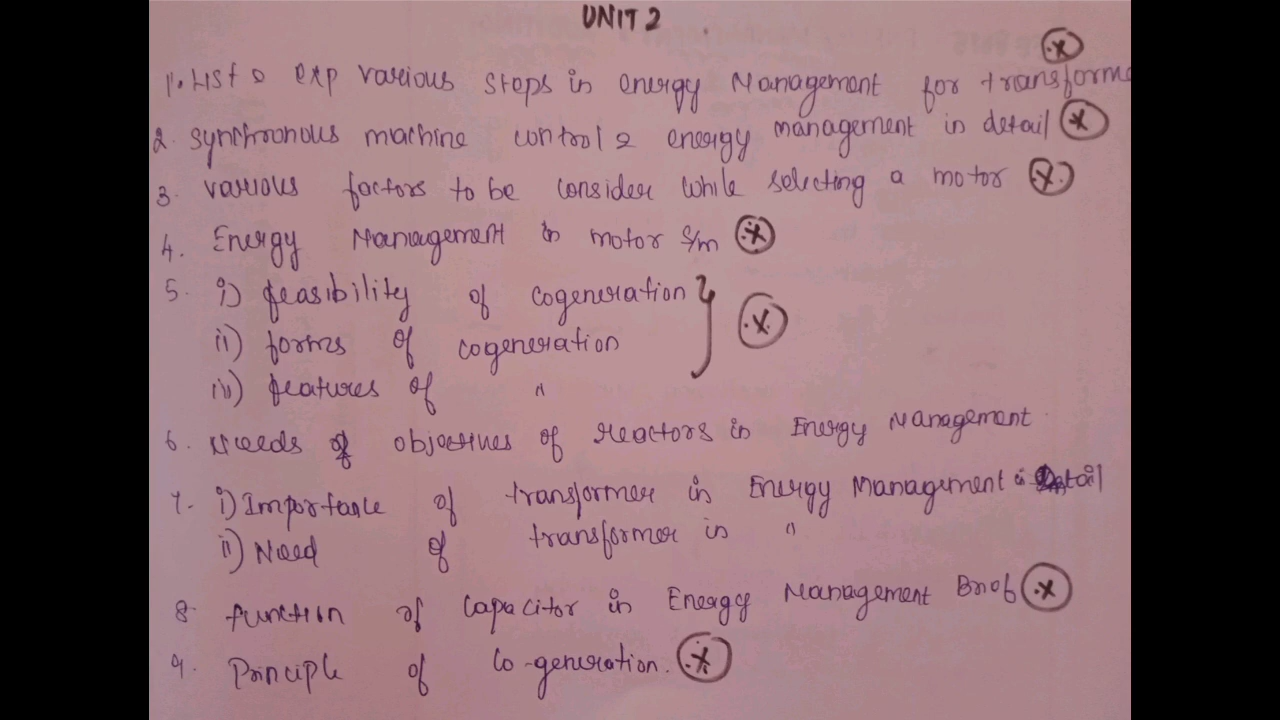 UNIT 2
1. List & exp various steps in energy Management for transforme
2. synchronous machine control & energy management in detail
3. various factors to be consider while selecting a motor
4. Energy Management in motor s/m
5. i) feasibility of cogeneration
ii) forms of cogeneration
iii) features of "
6. Needs of objectives of reactors in Energy Management
7. i) Importance of transformer in Energy Management in Detail
ii) Need of transformer in "
8. function of capacitor in Energy Management Brief
9. Principle of co-generation.